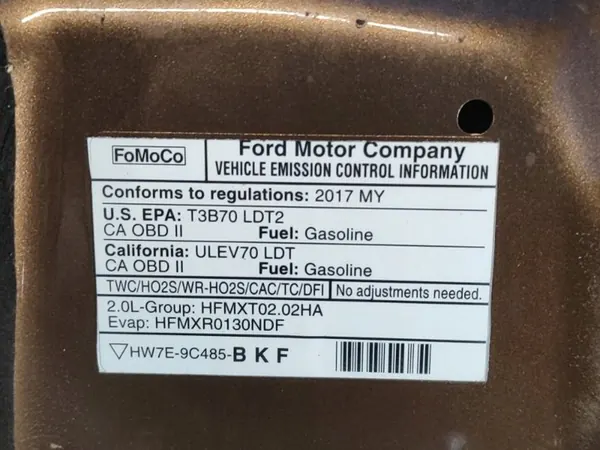 FoMoCo
Ford Motor Company
VEHICLE EMISSION CONTROL INFORMATION
Conforms to regulations: 2017 MY
U.S. EPA: T3B70 LDT2
CA OBD II Fuel: Gasoline
California: ULEV70 LDT
CA OBD II Fuel: Gasoline
TWC/HO2S/WR-HO2S/CAC/TC/DFI No adjustments needed.
2.0L-Group: HFMXT02.02HA
Evap: HFMXR0130NDF
HW7E-9C485-B K F